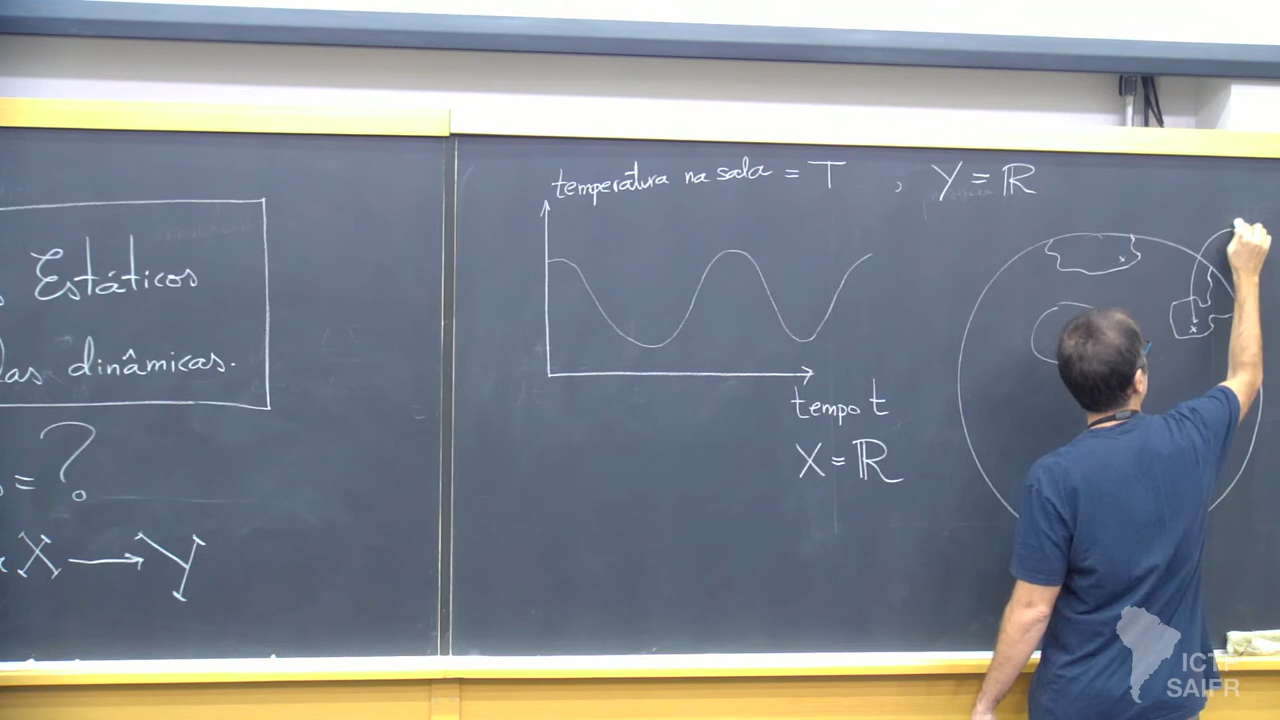 Estáticos
las dinâmicas.
= ?
X → Y
temperatura na sala = T , Y = ℝ
tempo t
X = ℝ
ICTP
SAIFR